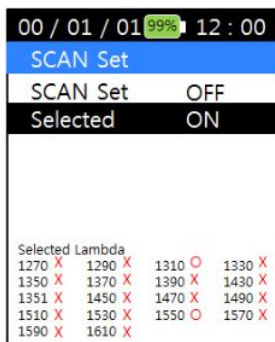 00 / 01 / 01 99% 12 : 00
SCAN Set
SCAN Set OFF
Selected ON
Selected Lambda
1270 X 1290 X 1310 O 1330 X
1350 X 1370 X 1390 X 1430 X
1351 X 1450 X 1470 X 1490 X
1510 X 1530 X 1550 O 1570 X
1590 X 1610 X